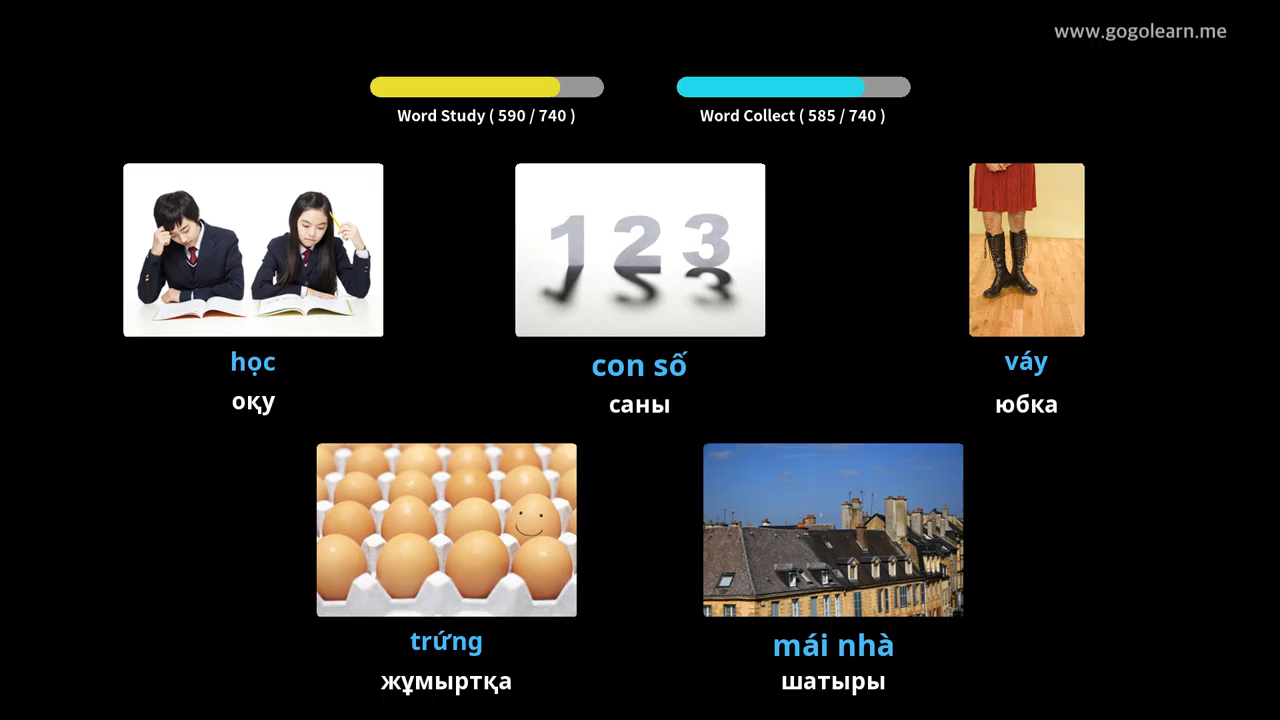 www.gogolearn.me
Word Study ( 590 / 740 )
Word Collect ( 585 / 740 )
học
оқу
con số
саны
váy
юбка
trứng
жұмыртқа
mái nhà
шатыры